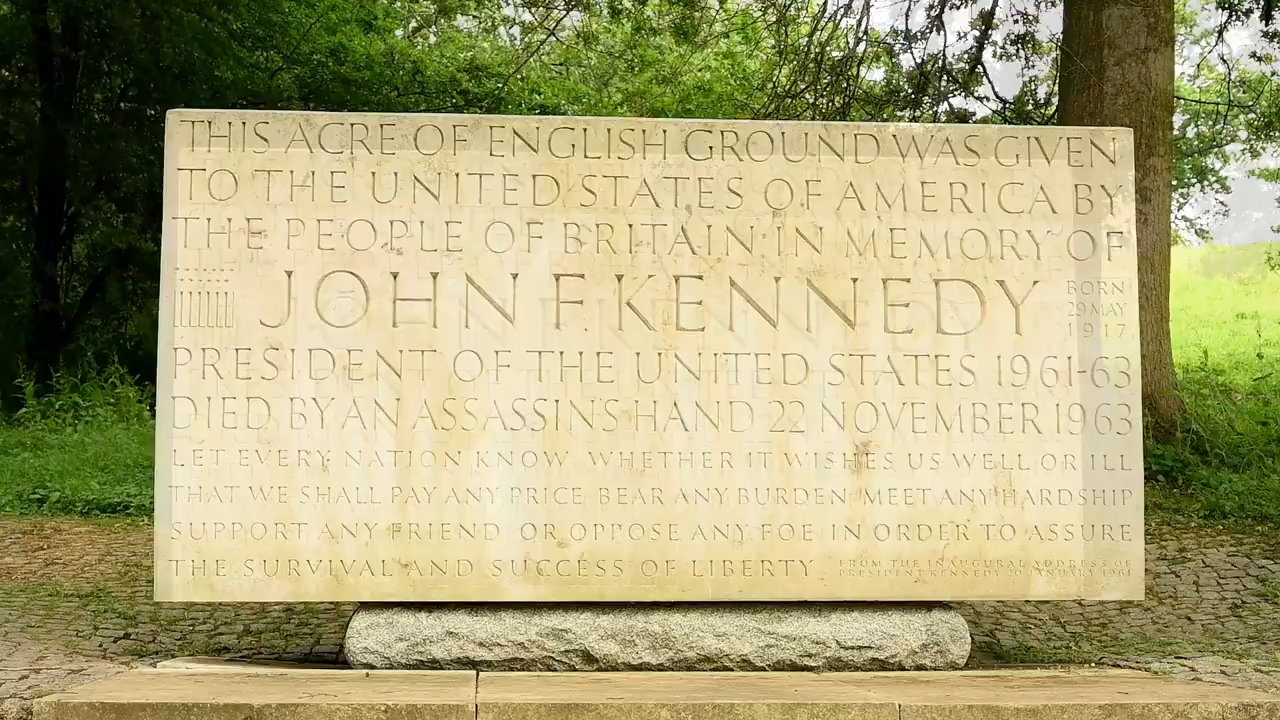 THIS ACRE OF ENGLISH GROUND WAS GIVEN
TO THE UNITED STATES OF AMERICA BY
THE PEOPLE OF BRITAIN IN MEMORY OF
JOHN F. KENNEDY
BORN
29 MAY
1917
PRESIDENT OF THE UNITED STATES 1961-63
DIED BY AN ASSASSIN'S HAND 22 NOVEMBER 1963
LET EVERY NATION KNOW WHETHER IT WISHES US WELL OR ILL
THAT WE SHALL PAY ANY PRICE BEAR ANY BURDEN MEET ANY HARDSHIP
SUPPORT ANY FRIEND OR OPPOSE ANY FOE IN ORDER TO ASSURE
THE SURVIVAL AND SUCCESS OF LIBERTY
FROM THE INAUGURAL ADDRESS OF
PRESIDENT KENNEDY 20 JANUARY 1961